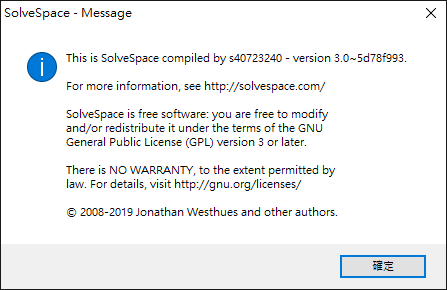 SolveSpace - Message
This is SolveSpace compiled by s40723240 - version 3.0~5d78f993.
For more information, see http://solvespace.com/
SolveSpace is free software: you are free to modify
and/or redistribute it under the terms of the GNU
General Public License (GPL) version 3 or later.
There is NO WARRANTY, to the extent permitted by
law. For details, visit http://gnu.org/licenses/
© 2008-2019 Jonathan Westhues and other authors.
確定